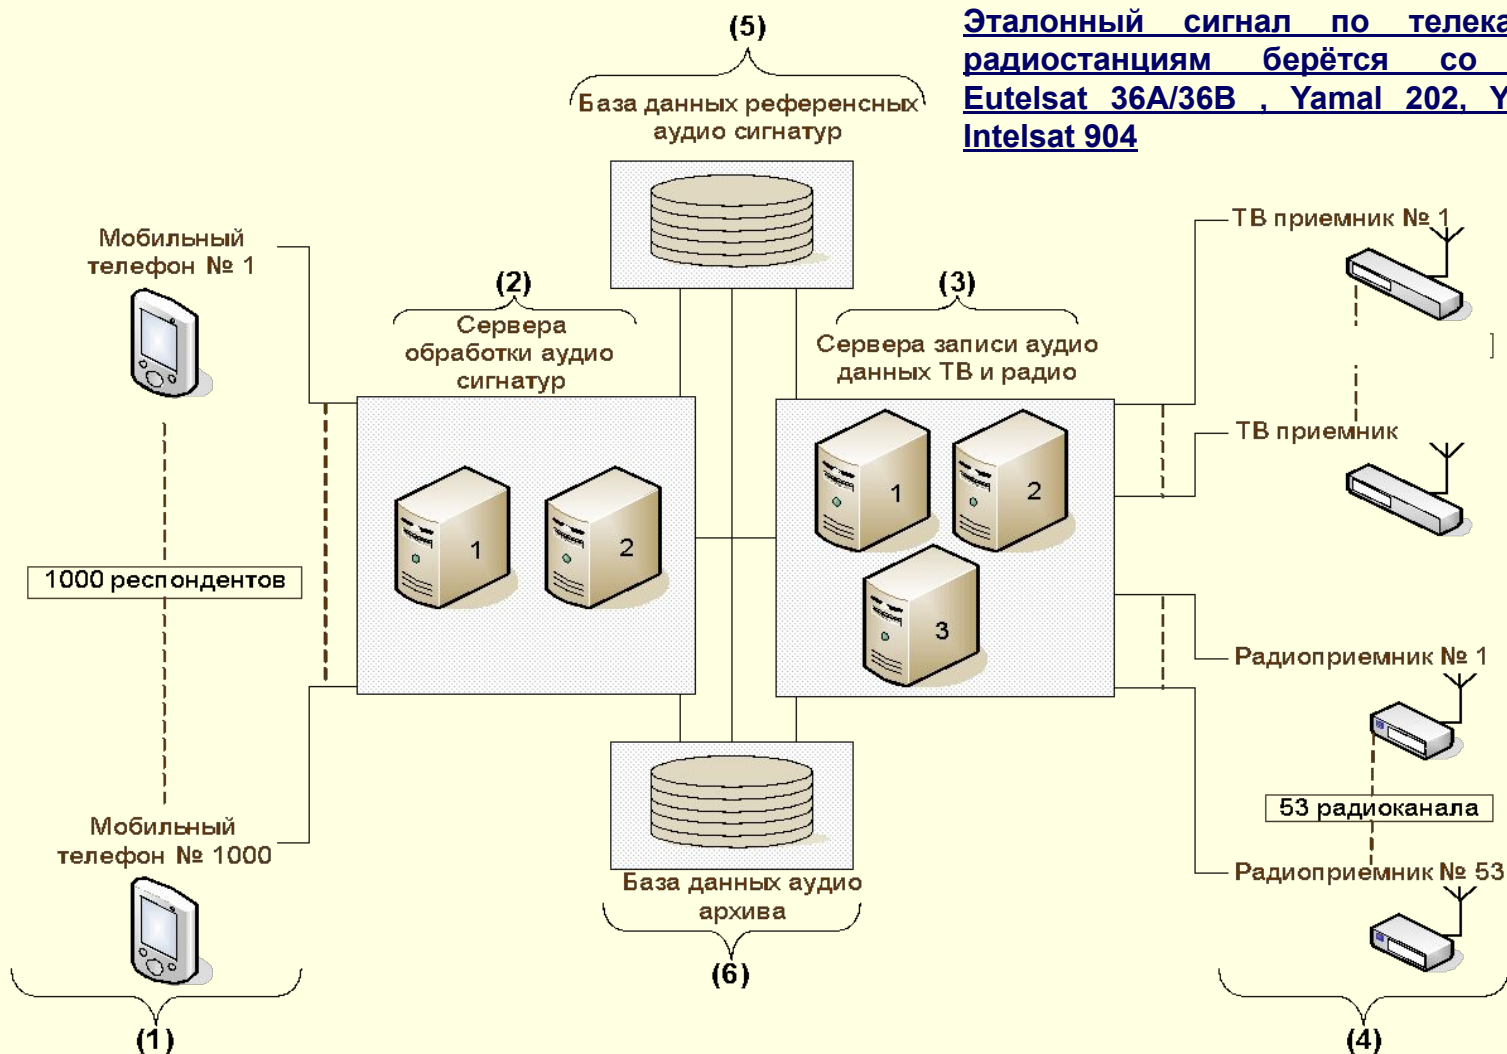 (5)
База данных референсных
аудио сигнатур
Эталонный сигнал по
радиостанциям берётся со
Eutelsat 36A/36B , Yamal 202,
Intelsat 904
Мобильный
телефон № 1
(2)
Сервера
обработки аудио
сигнатур
(3)
Сервера записи аудио
данных ТВ и радио
ТВ приемник № 1
]
ТВ приемник
1
2
1
2
3
1000 респондентов
Радиоприемник № 1
53 радиоканала
Мобильный
телефон № 1000
База данных аудио
архива
(6)
Радиоприемник № 53
(1)
(4)